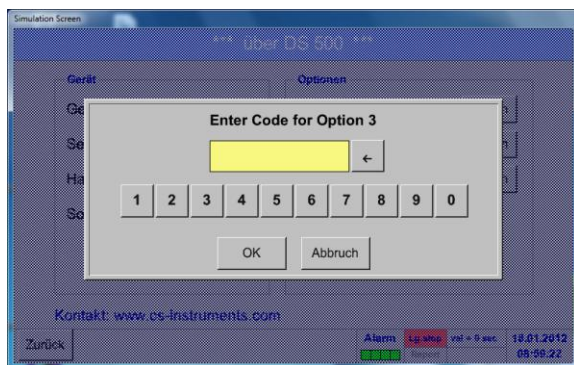 Simulation Screen
*** über DS 500 ***
Gerät
Optionen
Enter Code for Option 3
←
1 2 3 4 5 6 7 8 9 0
OK Abbruch
Kontakt: www.cs-instruments.com
Zurück
Alarm
Lg.stop
val = 0 sec.
18.01.2012
Report
08:59:22